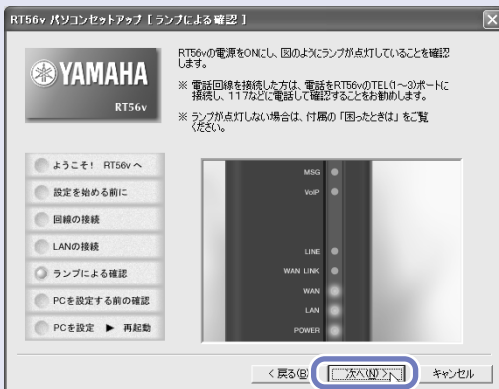 RT56v パソコンセットアップ [ ランプによる確認 ]
YAMAHA
RT56v
RT56vの電源をONにし、図のようにランプが点灯していることを確認
します。
※ 電話回線を接続した方は、電話をRT56vのTEL(1~3)ポートに
接続し、117などに電話して確認することをお勧めします。
※ ランプが点灯しない場合は、付属の「困ったときは」をご覧
ください。
ようこそ! RT56v へ
設定を始める前に
回線の接続
LANの接続
ランプによる確認
PCを設定する前の確認
PCを設定 ▶ 再起動
MSG
VoIP
LINE
WAN LINK
WAN
LAN
POWER
< 戻る(B)
次へ(N) >
キャンセル